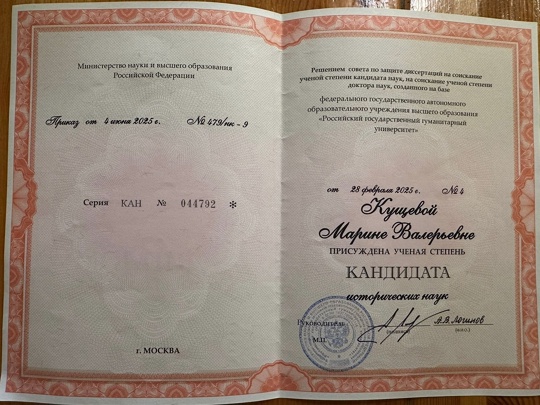 Министерство науки и высшего образования
Российской Федерации
Приказ от 4 июня 2025 г. № 479/нк - 9
Серия КАН № 044792 *
г. МОСКВА
Решением совета по защите диссертаций на соискание
ученой степени кандидата наук, на соискание ученой степени
доктора наук, созданного на базе
федерального государственного автономного
образовательного учреждения высшего образования
«Российский государственный гуманитарный
университет»
от 28 февраля 2025 г. № 4
Кущевой
Марине Валерьевне
ПРИСУЖДЕНА УЧЕНАЯ СТЕПЕНЬ
КАНДИДАТА
исторических наук
Руководитель
А.В.Логинов
М.П.
(подпись) (ф.и.о.)